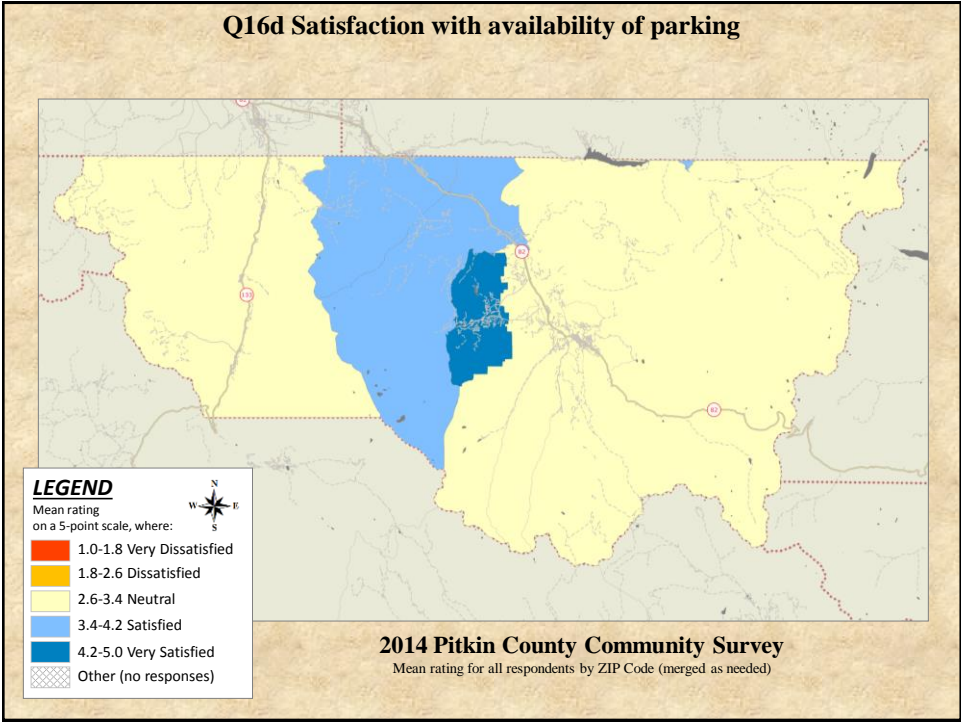 Q16d Satisfaction with availability of parking
82
133
82
82
LEGEND
Mean rating
on a 5-point scale, where:
N
W E
S
1.0-1.8 Very Dissatisfied
1.8-2.6 Dissatisfied
2.6-3.4 Neutral
3.4-4.2 Satisfied
4.2-5.0 Very Satisfied
Other (no responses)
2014 Pitkin County Community Survey
Mean rating for all respondents by ZIP Code (merged as needed)